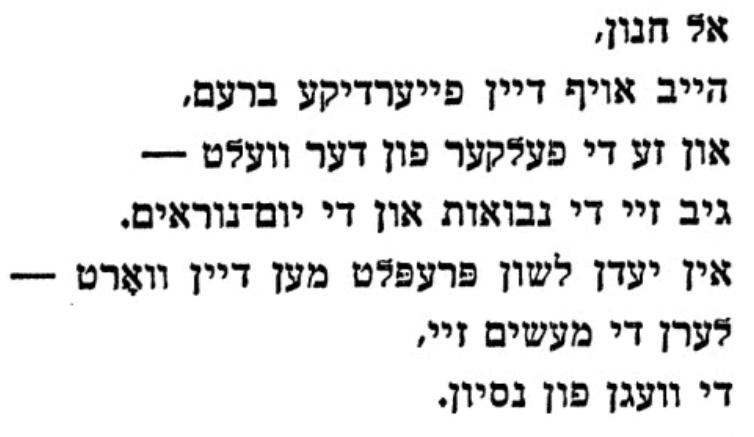 אל חנון,
הייב אויף דיין פייערדיקע ברעם,
און זע די פעלקער פון דער וועלט —
גיב זיי די נבואות און די יום־נוראים.
אין יעדן לשון פּרעפּלט מען דיין וואָרט —
לערן די מעשים זיי,
די וועגן פון נסיון.